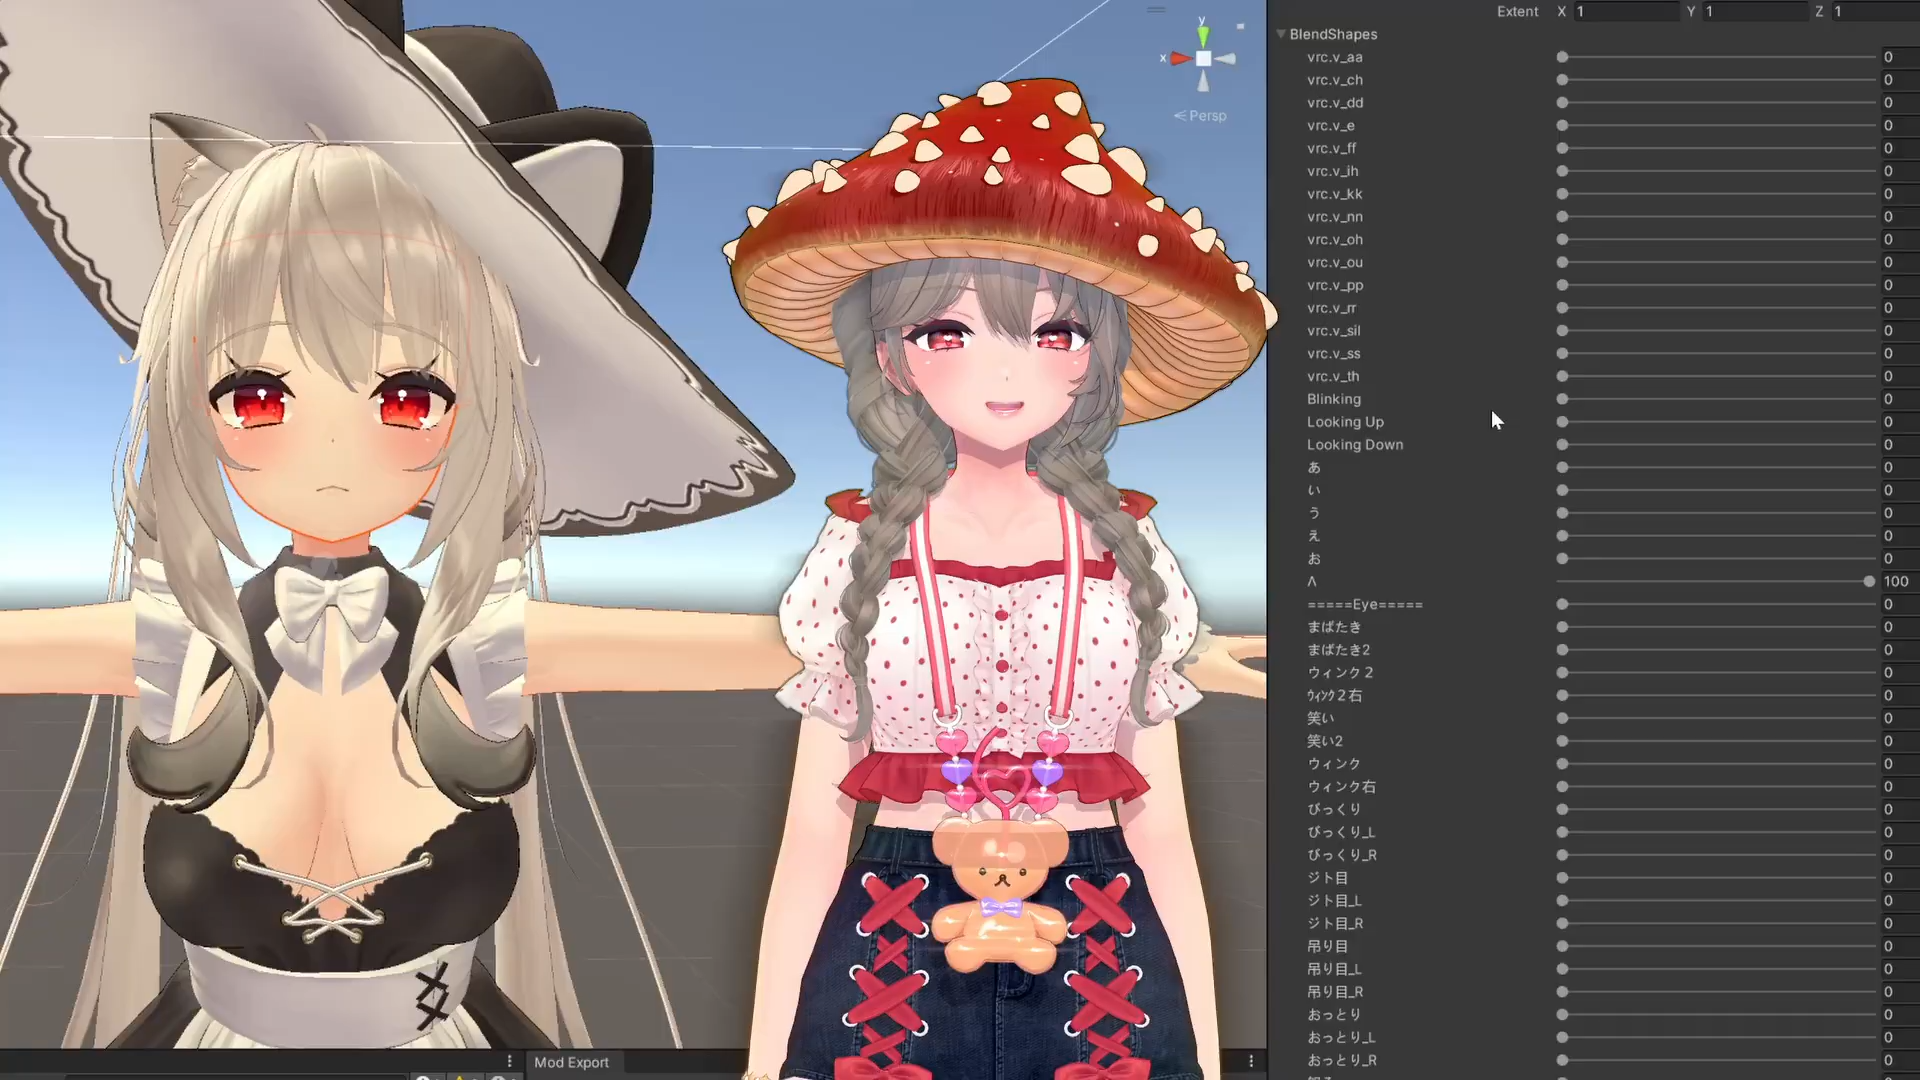 Extent X 1 Y 1 Z 1
BlendShapes
vrc.v_aa 0
vrc.v_ch 0
vrc.v_dd 0
vrc.v_e 0
vrc.v_ff 0
vrc.v_ih 0
vrc.v_kk 0
vrc.v_nn 0
vrc.v_oh 0
vrc.v_ou 0
vrc.v_pp 0
vrc.v_rr 0
vrc.v_sil 0
vrc.v_ss 0
vrc.v_th 0
Blinking 0
Looking Up 0
Looking Down 0
あ 0
い 0
う 0
え 0
お 0
Λ 100
=====Eye===== 0
まばたき 0
まばたき2 0
ウィンク２ 0
ｳｨﾝｸ２右 0
笑い 0
笑い2 0
ウィンク 0
ウィンク右 0
びっくり 0
びっくり_L 0
びっくり_R 0
ジト目 0
ジト目_L 0
ジト目_R 0
吊り目 0
吊り目_L 0
吊り目_R 0
おっとり 0
おっとり_L 0
おっとり_R 0
y
x
Persp
Mod Export